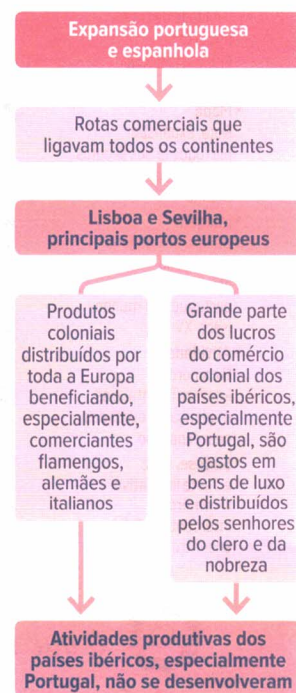 Expansão portuguesa
e espanhola
Rotas comerciais que
ligavam todos os continentes
Lisboa e Sevilha,
principais portos europeus
Produtos
coloniais
distribuídos por
toda a Europa
beneficiando,
especialmente,
comerciantes
flamengos,
alemães e
italianos
Grande parte
dos lucros
do comércio
colonial dos
países ibéricos,
especialmente
Portugal, são
gastos em
bens de luxo
e distribuídos
pelos senhores
do clero e da
nobreza
Atividades produtivas dos
países ibéricos, especialmente
Portugal, não se desenvolveram